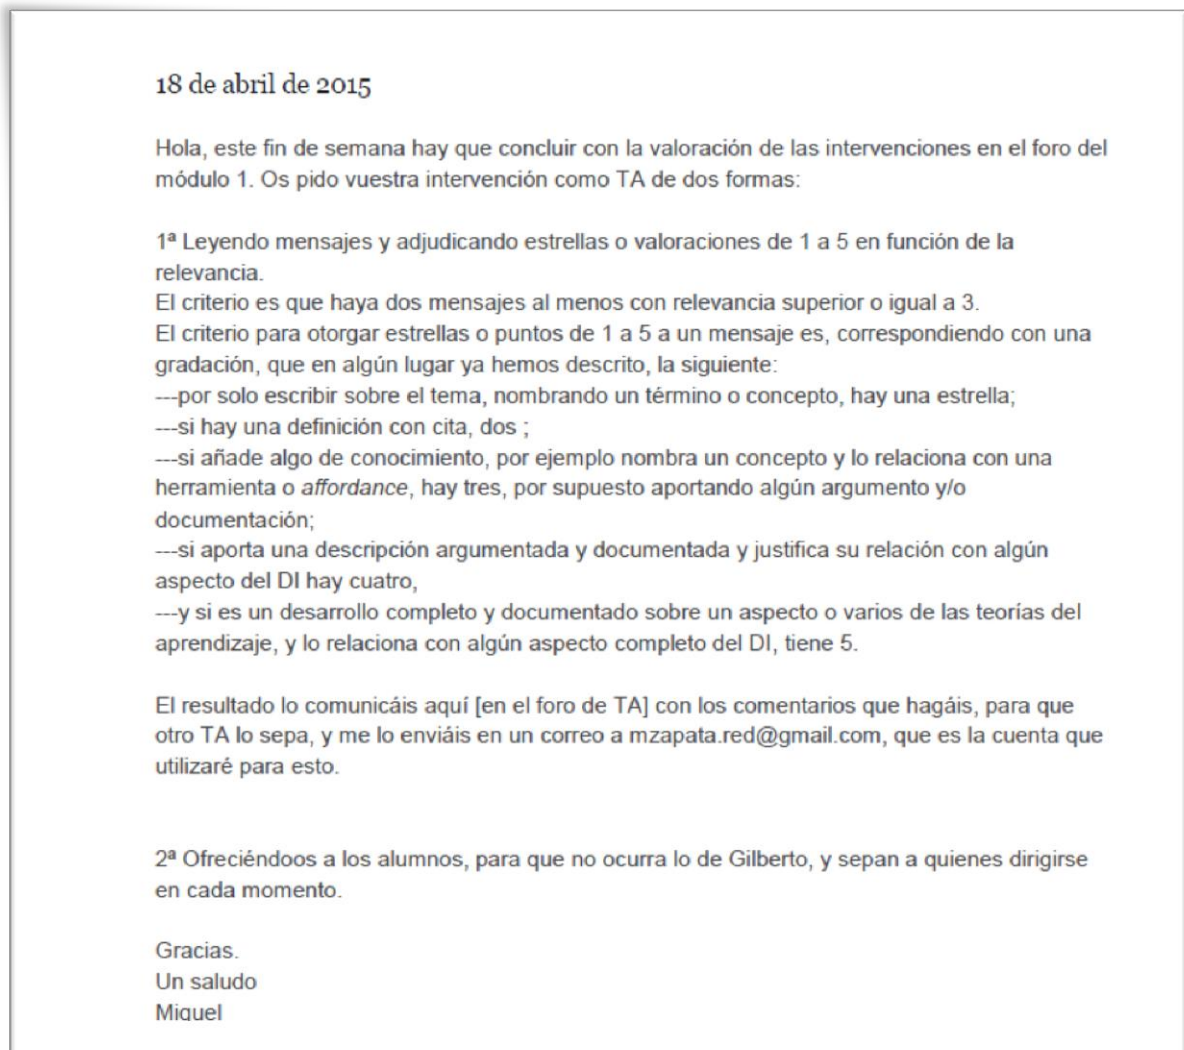 18 de abril de 2015
Hola, este fin de semana hay que concluir con la valoración de las intervenciones en el foro del
módulo 1. Os pido vuestra intervención como TA de dos formas:
1ª Leyendo mensajes y adjudicando estrellas o valoraciones de 1 a 5 en función de la
relevancia.
El criterio es que haya dos mensajes al menos con relevancia superior o igual a 3.
El criterio para otorgar estrellas o puntos de 1 a 5 a un mensaje es, correspondiendo con una
gradación, que en algún lugar ya hemos descrito, la siguiente:
---por solo escribir sobre el tema, nombrando un término o concepto, hay una estrella;
---si hay una definición con cita, dos ;
---si añade algo de conocimiento, por ejemplo nombra un concepto y lo relaciona con una
herramienta o affordance, hay tres, por supuesto aportando algún argumento y/o
documentación;
---si aporta una descripción argumentada y documentada y justifica su relación con algún
aspecto del DI hay cuatro,
---y si es un desarrollo completo y documentado sobre un aspecto o varios de las teorías del
aprendizaje, y lo relaciona con algún aspecto completo del DI, tiene 5.
El resultado lo comunicáis aquí [en el foro de TA] con los comentarios que hagáis, para que
otro TA lo sepa, y me lo enviáis en un correo a mzapata.red@gmail.com, que es la cuenta que
utilizaré para esto.
2ª Ofreciéndoos a los alumnos, para que no ocurra lo de Gilberto, y sepan a quienes dirigirse
en cada momento.
Gracias.
Un saludo
Miguel